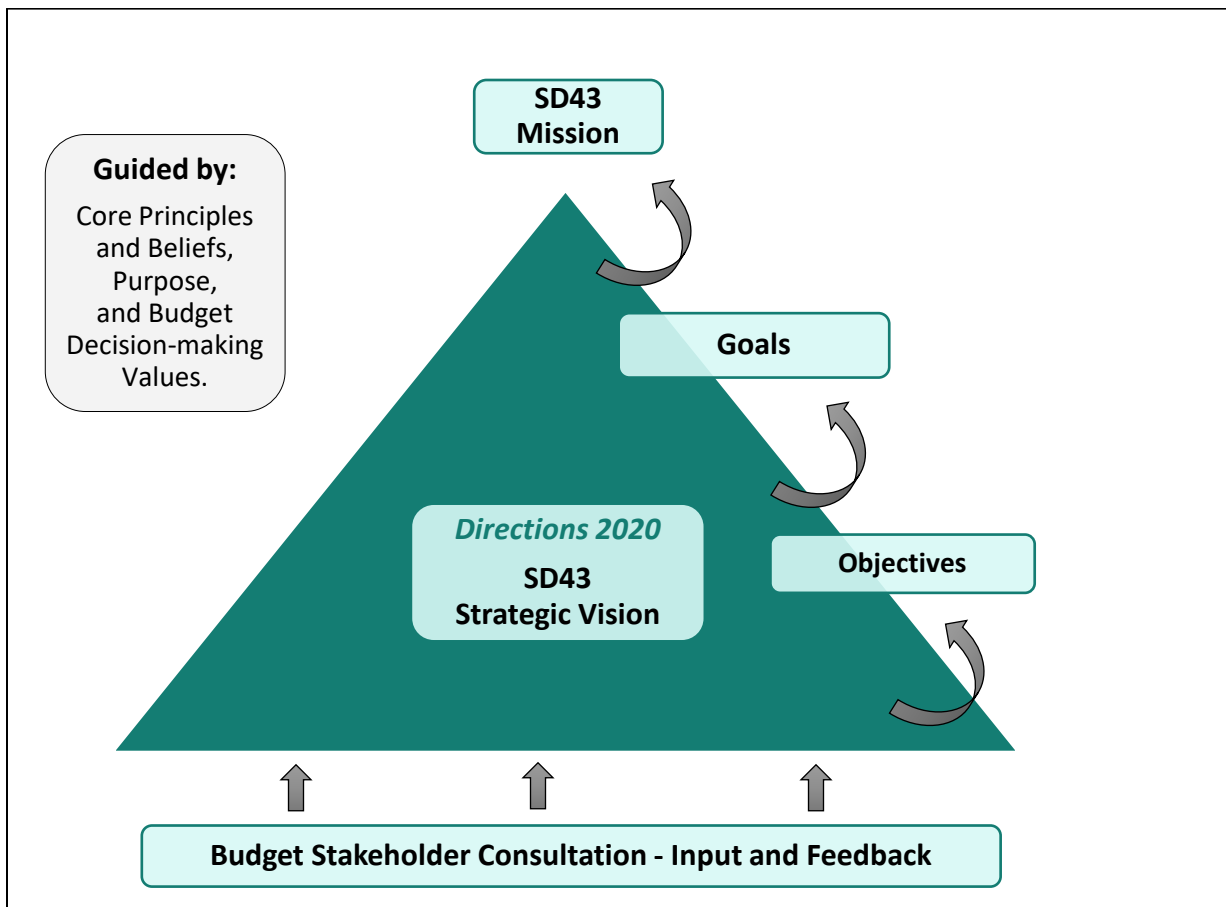 SD43
Mission
Guided by:
Core Principles
and Beliefs,
Purpose,
and Budget
Decision-making
Values.
Goals
Directions 2020
SD43
Strategic Vision
Objectives
Budget Stakeholder Consultation - Input and Feedback